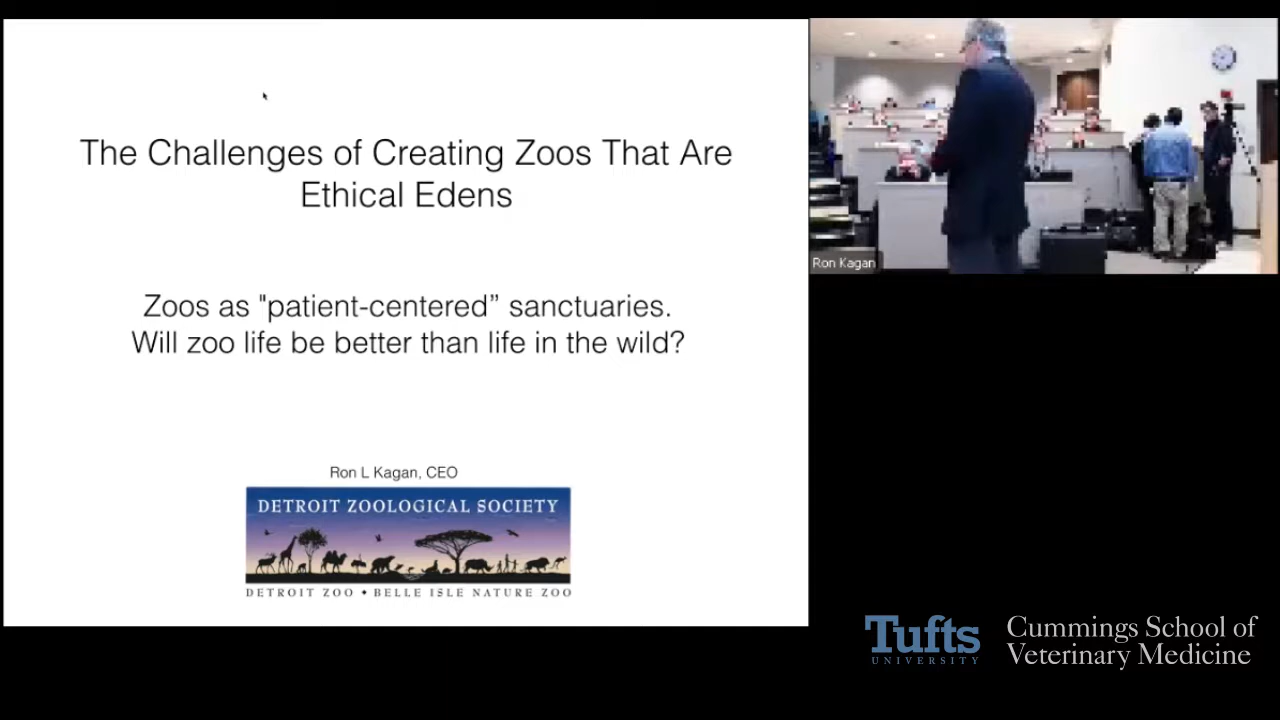 The Challenges of Creating Zoos That Are
Ethical Edens
Zoos as "patient-centered” sanctuaries.
Will zoo life be better than life in the wild?
Ron L Kagan, CEO
DETROIT ZOOLOGICAL SOCIETY
DETROIT ZOO • BELLE ISLE NATURE ZOO
Ron Kagan
Tufts
UNIVERSITY
Cummings School of
Veterinary Medicine